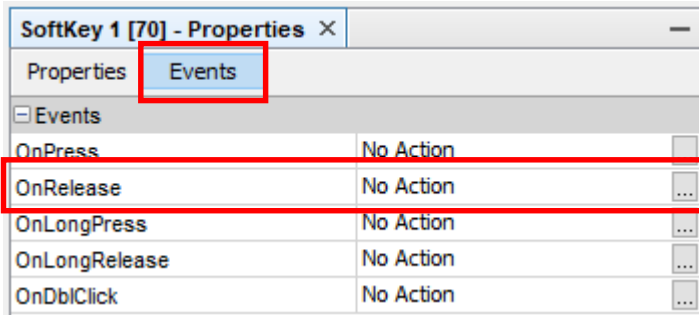 SoftKey 1 [70] - Properties ×
Properties Events
Events
OnPress No Action
OnRelease No Action ...
OnLongPress No Action ...
OnLongRelease No Action ...
OnDblClick No Action ...